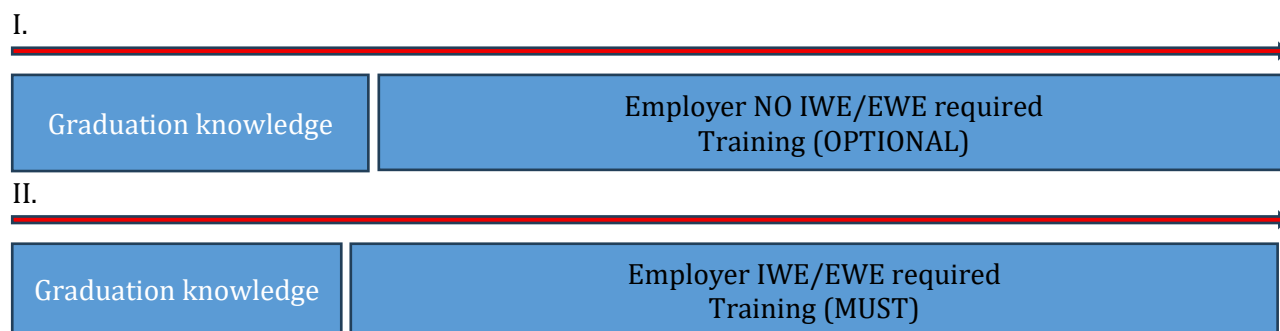 I.
Graduation knowledge
Employer NO IWE/EWE required
Training (OPTIONAL)
II.
Graduation knowledge
Employer IWE/EWE required
Training (MUST)